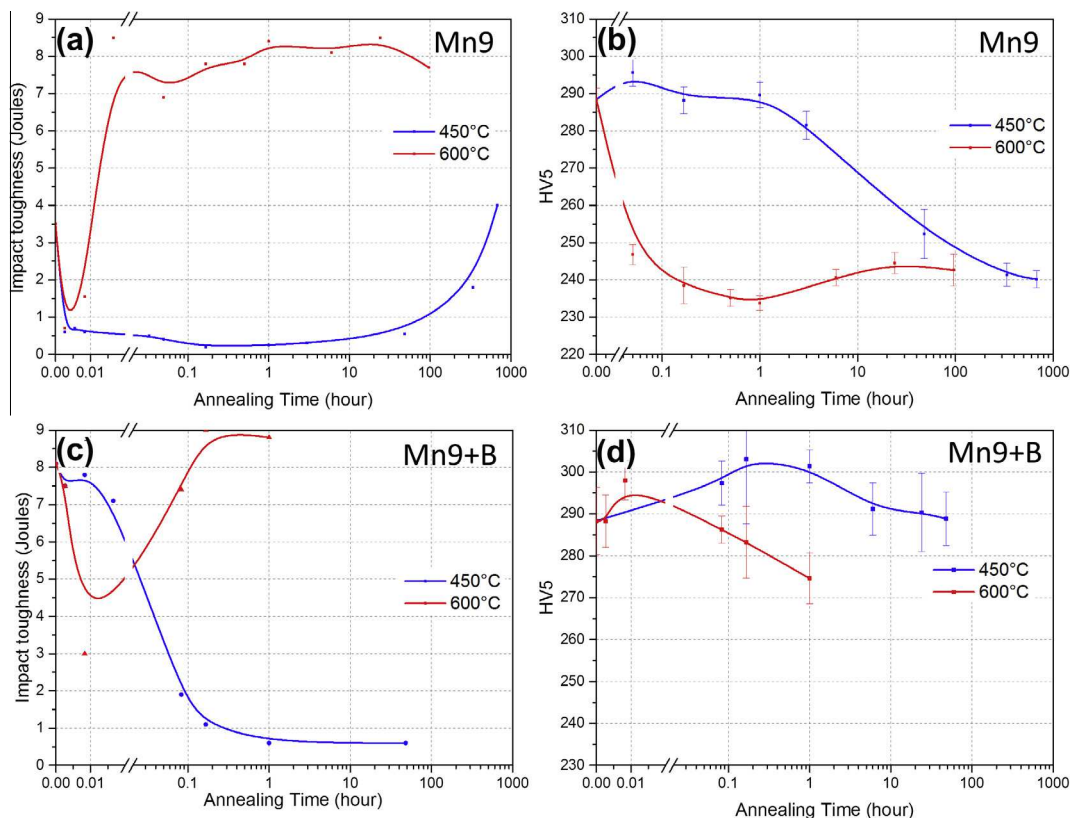 (a)
Mn9
Impact toughness (Joules)
9
8
7
6
5
4
3
2
1
0
450°C
600°C
0.00 0.01 0.1 1 10 100 1000
Annealing Time (hour)
(b)
Mn9
HV5
310
300
290
280
270
260
250
240
230
220
450°C
600°C
0.00 0.1 1 10 100 1000
Annealing Time (hour)
(c)
Mn9+B
Impact toughness (Joules)
9
8
7
6
5
4
3
2
1
0
450°C
600°C
0.00 0.01 0.1 1 10 100 1000
Annealing Time (hour)
(d)
Mn9+B
HV5
310
300
290
280
270
260
250
240
230
450°C
600°C
0.00 0.01 0.1 1 10 100 1000
Annealing Time (hour)